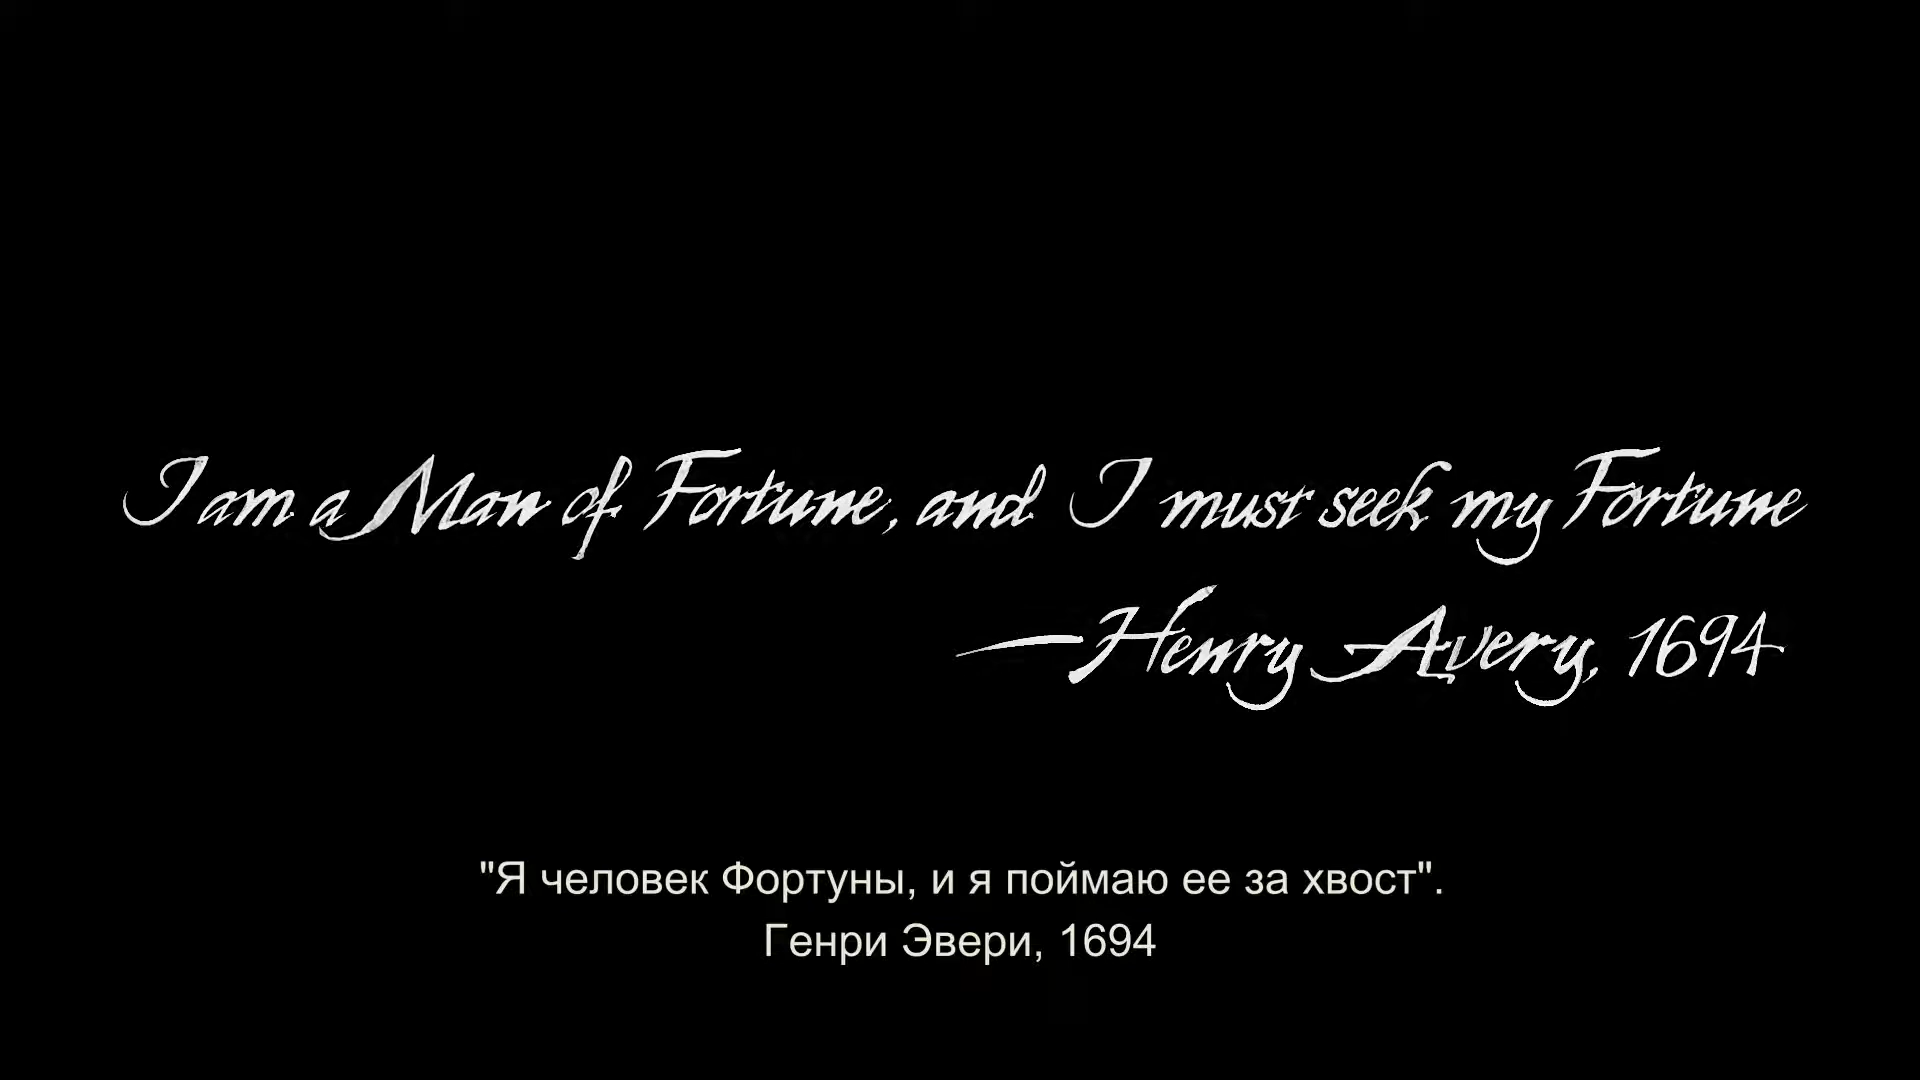 I am a Man of Fortune, and I must seek my Fortune
—Henry Avery, 1694
"Я человек Фортуны, и я поймаю ее за хвост".
Генри Эвери, 1694